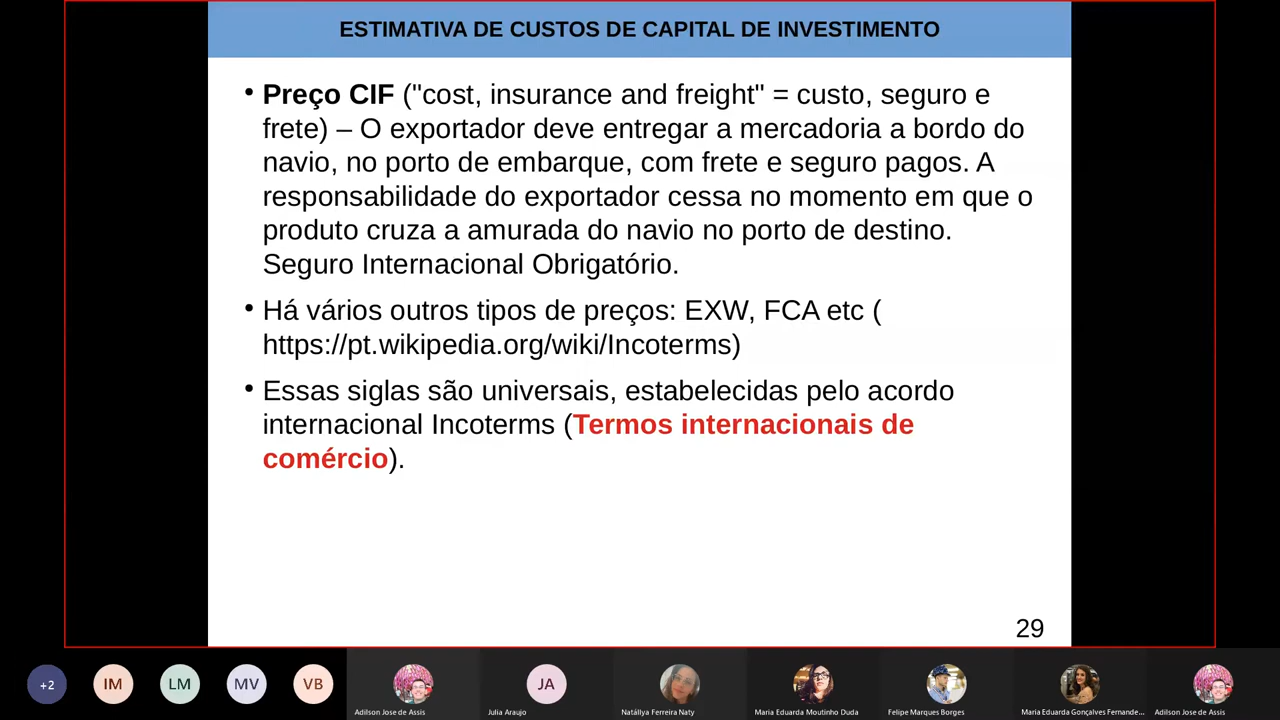 ESTIMATIVA DE CUSTOS DE CAPITAL DE INVESTIMENTO
• Preço CIF ("cost, insurance and freight" = custo, seguro e
frete) – O exportador deve entregar a mercadoria a bordo do
navio, no porto de embarque, com frete e seguro pagos. A
responsabilidade do exportador cessa no momento em que o
produto cruza a amurada do navio no porto de destino.
Seguro Internacional Obrigatório.
• Há vários outros tipos de preços: EXW, FCA etc (
https://pt.wikipedia.org/wiki/Incoterms)
• Essas siglas são universais, estabelecidas pelo acordo
internacional Incoterms (Termos internacionais de
comércio).
29
+2 IM LM MV VB JA
Adilson Jose de Assis Julia Araujo Natállya Ferreira Naty Maria Eduarda Moutinho Duda Felipe Marques Borges Maria Eduarda Gonçalves Fernande... Adilson Jose de Assis